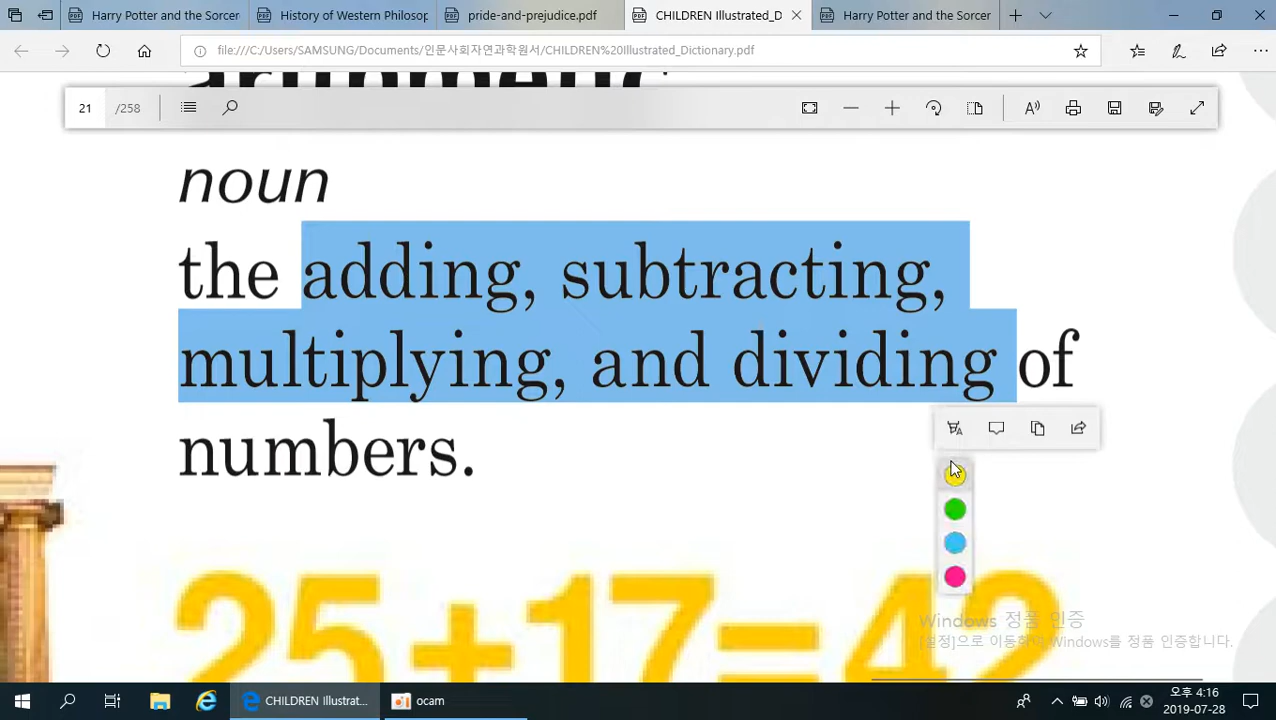 Harry Potter and the Sorcer
History of Western Philosop
pride-and-prejudice.pdf
CHILDREN Illustrated_D
Harry Potter and the Sorcer
file:///C:/Users/SAMSUNG/Documents/인문사회자연과학원서/CHILDREN%20Illustrated_Dictionary.pdf
arithmetic
21 /258
noun
the adding, subtracting,
multiplying, and dividing of
numbers.
25+17=42
Windows 정품 인증
[설정]으로 이동하여 Windows를 정품 인증합니다.
CHILDREN Illustrat...
ocam
오후 4:16
2019-07-28